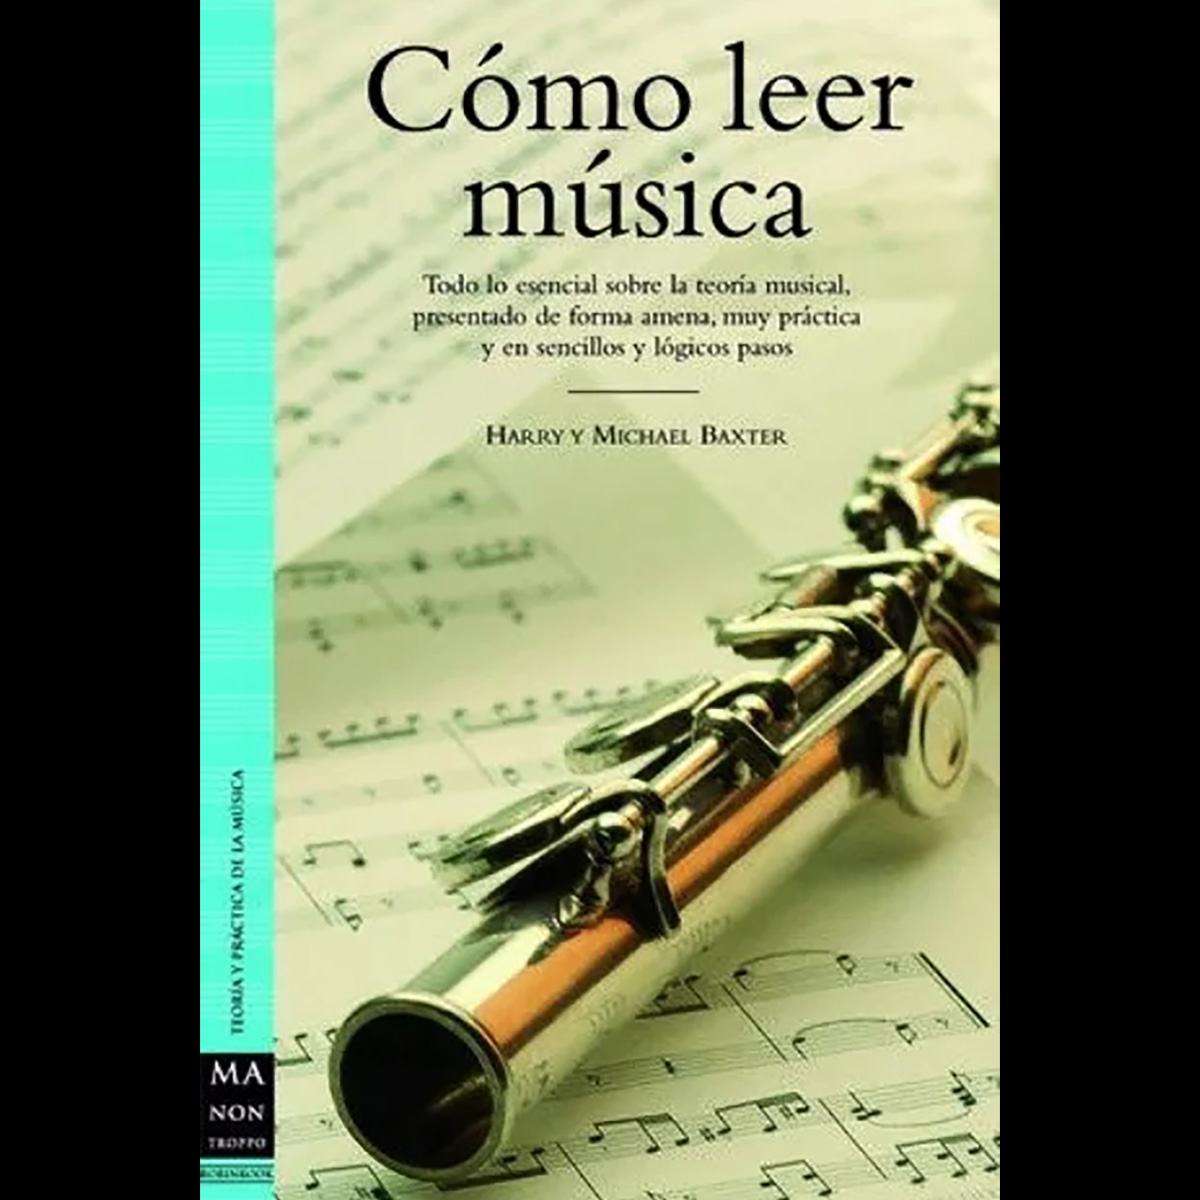 Cómo leer
música
Todo lo esencial sobre la teoría musical,
presentado de forma amena, muy práctica
y en sencillos y lógicos pasos
HARRY Y MICHAEL BAXTER
TEORÍA Y PRÁCTICA DE LA MÚSICA
MA
NON
TROPPO
ROBINBOOK